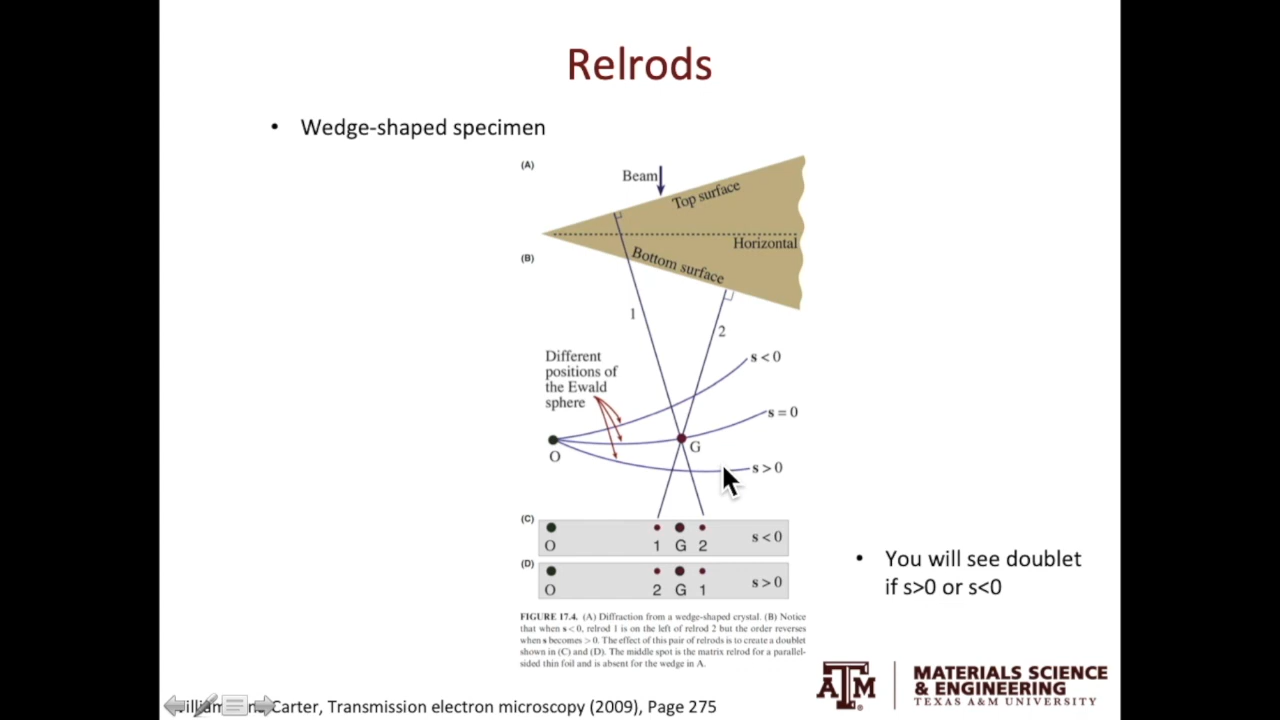 Relrods
• Wedge-shaped specimen
(A)
Beam
Top surface
Horizontal
(B)
Bottom surface
1
2
Different
positions of
the Ewald
sphere
s < 0
s = 0
O
G
s > 0
(C)
O 1 G 2 s < 0
(D)
O 2 G 1 s > 0
• You will see doublet
if s>0 or s<0
FIGURE 17.4. (A) Diffraction from a wedge-shaped crystal. (B) Notice
that when s < 0, relrod 1 is on the left of relrod 2 but the order reverses
when s becomes > 0. The effect of this pair of relrods is to create a doublet
shown in (C) and (D). The middle spot is the matrix relrod for a parallel-
sided thin foil and is absent for the wedge in A.
ATM
MATERIALS SCIENCE
& ENGINEERING
TEXAS A&M UNIVERSITY
Carter, Transmission electron microscopy (2009), Page 275